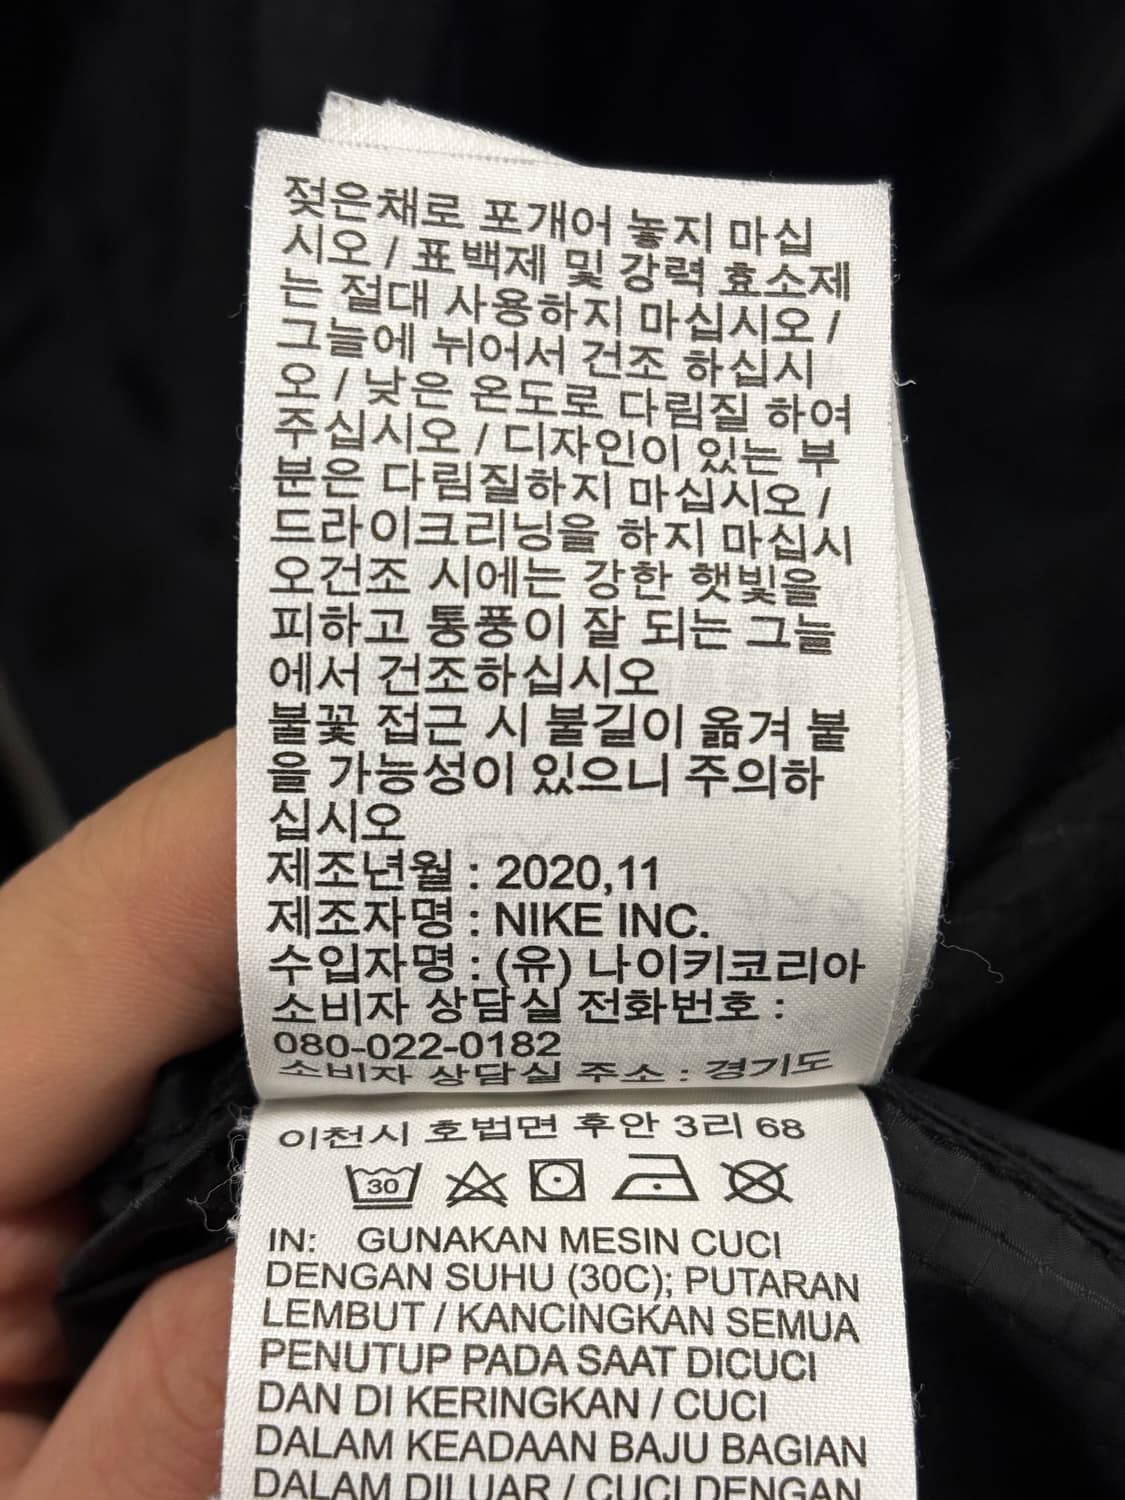 젖은채로 포개어 놓지 마십
시오 / 표백제 및 강력 효소제
는 절대 사용하지 마십시오 /
그늘에 뉘어서 건조 하십시
오 / 낮은 온도로 다림질 하여
주십시오 / 디자인이 있는 부
분은 다림질하지 마십시오 /
드라이크리닝을 하지 마십시
오건조 시에는 강한 햇빛을
피하고 통풍이 잘 되는 그늘
에서 건조하십시오
불꽃 접근 시 불길이 옮겨 붙
을 가능성이 있으니 주의하
십시오
제조년월 : 2020,11
제조자명 : NIKE INC.
수입자명 : (유) 나이키코리아
소비자 상담실 전화번호 :
080-022-0182
소비자 상담실 주소 : 경기도
이천시 호법면 후안 3리 68
30
IN: GUNAKAN MESIN CUCI
DENGAN SUHU (30C); PUTARAN
LEMBUT / KANCINGKAN SEMUA
PENUTUP PADA SAAT DICUCI
DAN DI KERINGKAN / CUCI
DALAM KEADAAN BAJU BAGIAN
DALAM DILUAR / CUCI DENGAN